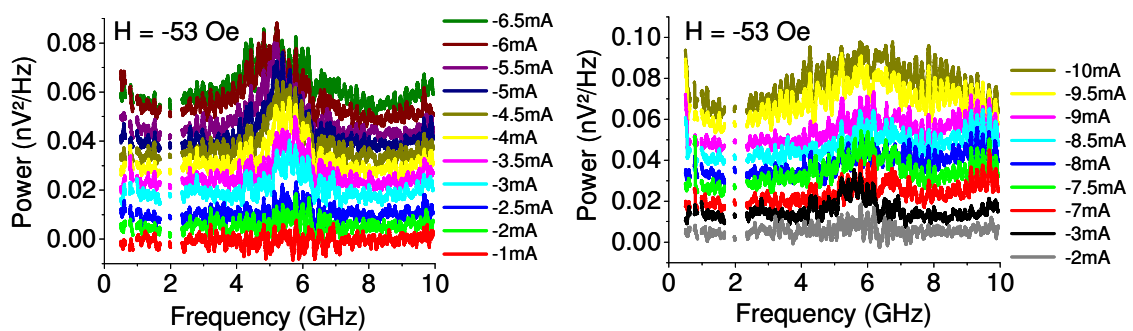 H = -53 Oe
Power (nV²/Hz)
0.08
0.06
0.04
0.02
0.00
0 2 4 6 8 10
Frequency (GHz)
-6.5mA
-6mA
-5.5mA
-5mA
-4.5mA
-4mA
-3.5mA
-3mA
-2.5mA
-2mA
-1mA
H = -53 Oe
Power (nV²/Hz)
0.10
0.08
0.06
0.04
0.02
0.00
0 2 4 6 8 10
Frequency (GHz)
-10mA
-9.5mA
-9mA
-8.5mA
-8mA
-7.5mA
-7mA
-3mA
-2mA